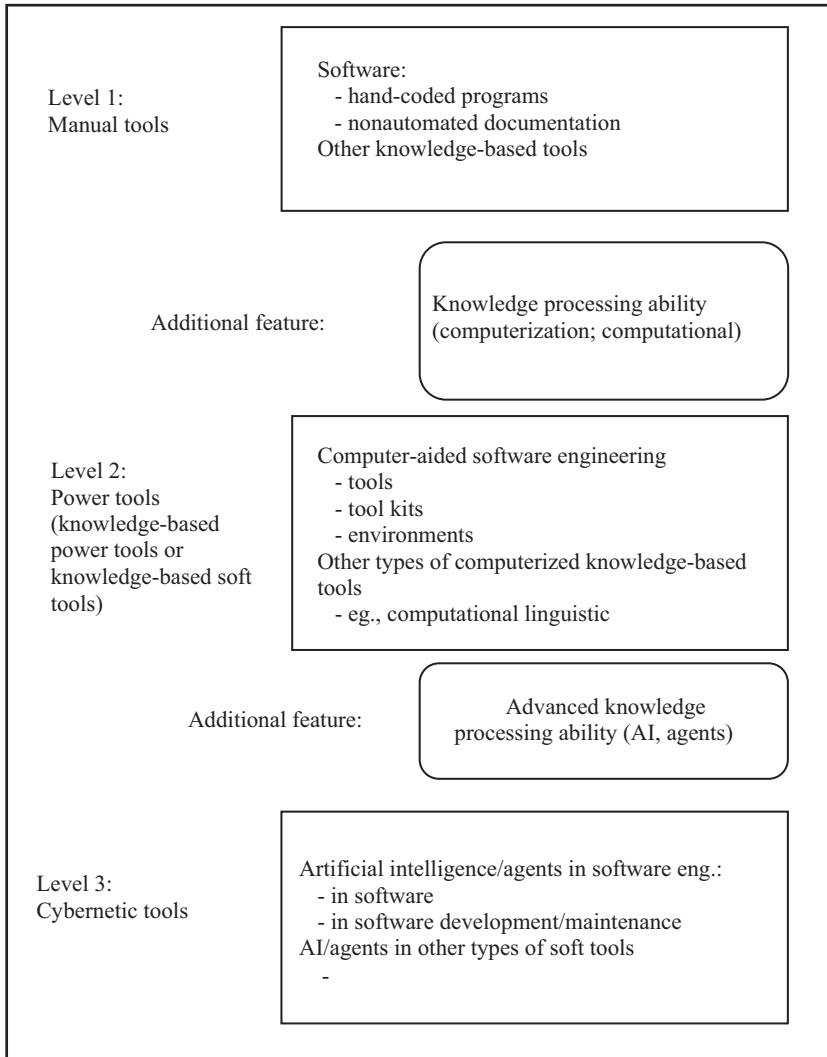 Level 1:
Manual tools
Software:
- hand-coded programs
- nonautomated documentation
Other knowledge-based tools
Additional feature:
Knowledge processing ability
(computerization; computational)
Level 2:
Power tools
(knowledge-based
power tools or
knowledge-based soft
tools)
Computer-aided software engineering
- tools
- tool kits
- environments
Other types of computerized knowledge-based
tools
- eg., computational linguistic
Additional feature:
Advanced knowledge
processing ability (AI, agents)
Level 3:
Cybernetic tools
Artificial intelligence/agents in software eng.:
- in software
- in software development/maintenance
AI/agents in other types of soft tools
-